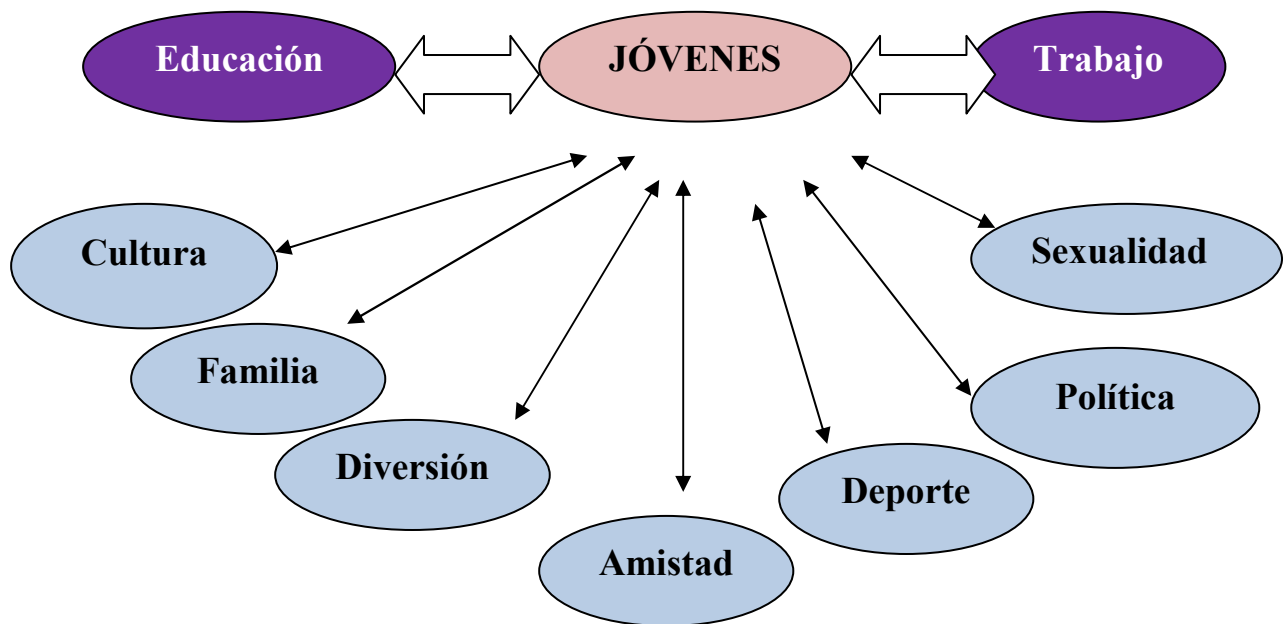 Educación
JÓVENES
Trabajo
Cultura
Sexualidad
Familia
Política
Diversión
Deporte
Amistad